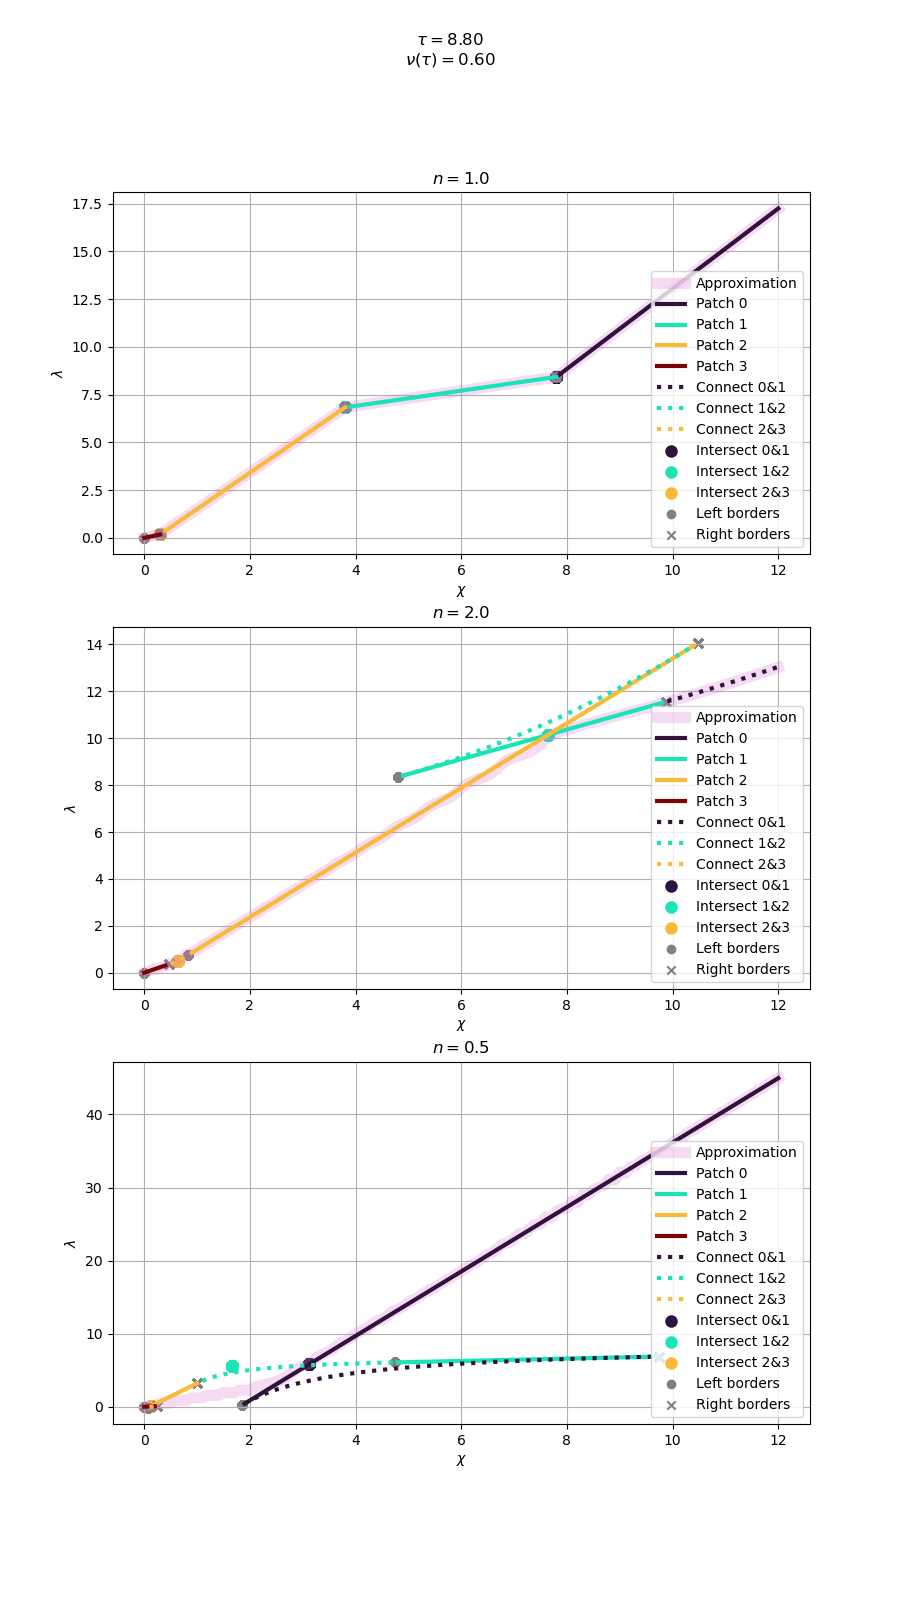 τ = 8.80
ν(τ) = 0.60
n = 1.0
17.5
15.0
12.5
10.0
7.5
5.0
2.5
0.0
λ
Approximation
Patch 0
Patch 1
Patch 2
Patch 3
Connect 0&1
Connect 1&2
Connect 2&3
Intersect 0&1
Intersect 1&2
Intersect 2&3
Left borders
Right borders
0 2 4 6 8 10 12
χ
n = 2.0
14
12
10
8
6
4
2
0
λ
Approximation
Patch 0
Patch 1
Patch 2
Patch 3
Connect 0&1
Connect 1&2
Connect 2&3
Intersect 0&1
Intersect 1&2
Intersect 2&3
Left borders
Right borders
0 2 4 6 8 10 12
χ
n = 0.5
40
30
20
10
0
λ
Approximation
Patch 0
Patch 1
Patch 2
Patch 3
Connect 0&1
Connect 1&2
Connect 2&3
Intersect 0&1
Intersect 1&2
Intersect 2&3
Left borders
Right borders
0 2 4 6 8 10 12
χ